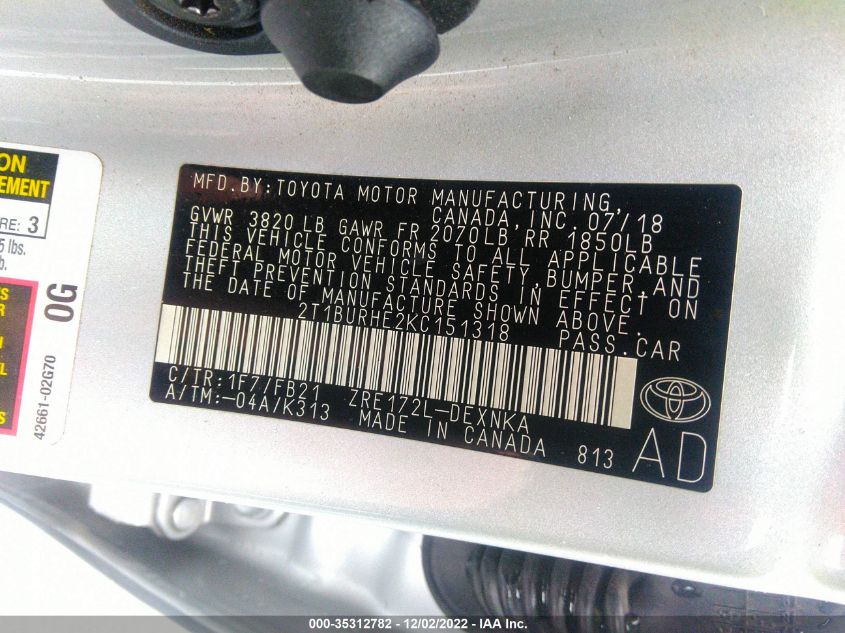 ON
EMENT
RE: 3
5 lbs.
b.
S
R
H
L
S
0G
42661-02G70
MFD.BY:TOYOTA MOTOR MANUFACTURING,
CANADA, INC. 07/18
GVWR 3820 LB GAWR FR 2070LB RR 1850LB
THIS VEHICLE CONFORMS TO ALL APPLICABLE
FEDERAL MOTOR VEHICLE SAFETY, BUMPER, AND
THEFT PREVENTION STANDARDS IN EFFECT ON
THE DATE OF MANUFACTURE SHOWN ABOVE.
2T1BURHE2KC151318 PASS.CAR
C/TR:1F7/FB21 ZRE172L-DEXNKA
A/TM:-04A/K313 MADE IN CANADA 813
AD
000-35312782 - 12/02/2022 - IAA Inc.